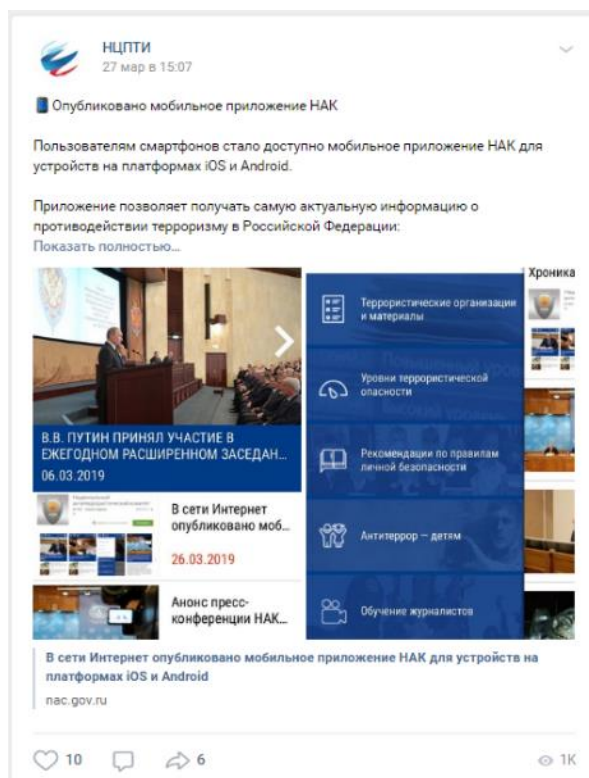 НЦПТИ
27 мар в 15:07
Опубликовано мобильное приложение НАК
Пользователям смартфонов стало доступно мобильное приложение НАК для
устройств на платформах iOS и Android.
Приложение позволяет получать самую актуальную информацию о
противодействии терроризму в Российской Федерации:
Показать полностью...
В.В. ПУТИН ПРИНЯЛ УЧАСТИЕ В
ЕЖЕГОДНОМ РАСШИРЕННОМ ЗАСЕДАН...
06.03.2019
В сети Интернет
опубликовано моб...
26.03.2019
Анонс пресс-
конференции НАК...
Террористические организации
и материалы
Уровни террористической
опасности
Рекомендации по правилам
личной безопасности
Антитеррор — детям
Обучение журналистов
Хроника
В сети Интернет опубликовано мобильное приложение НАК для устройств на
платформах iOS и Android
nac.gov.ru
10
6
1K